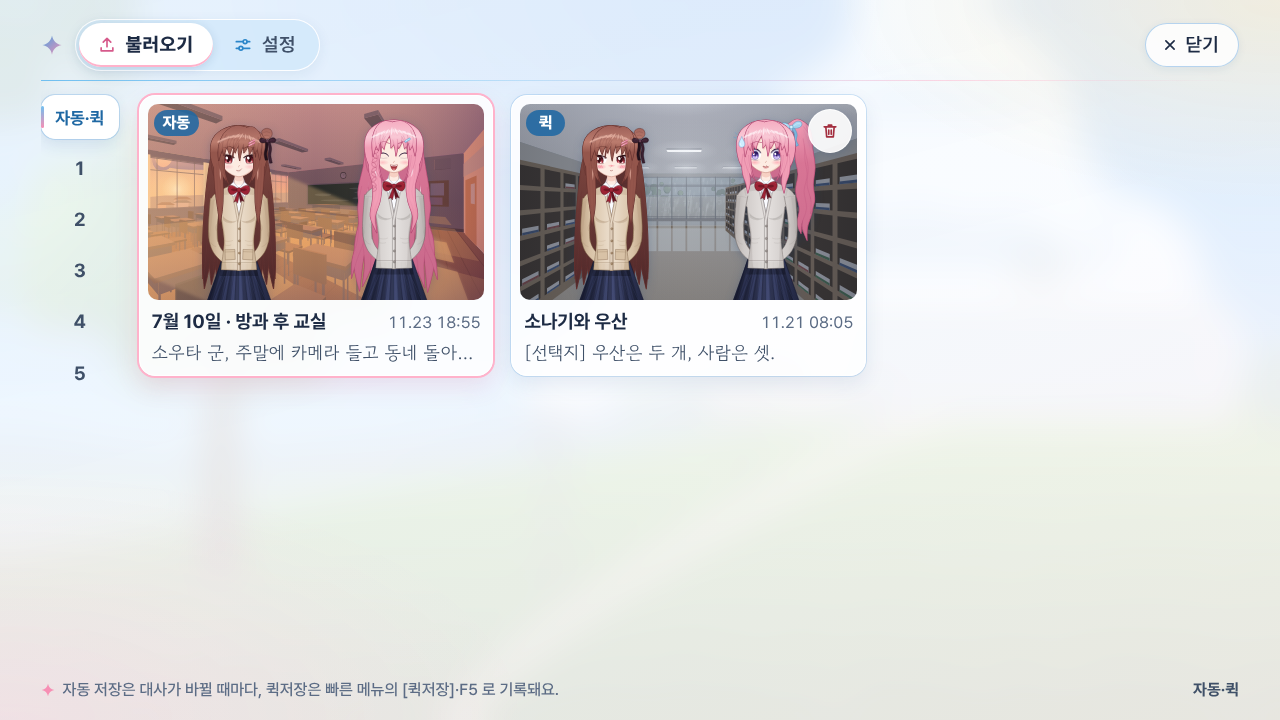 불러오기
설정
닫기
자동·퀵
1
2
3
4
5
자동
7월 10일 · 방과 후 교실
11.23 18:55
소우타 군, 주말에 카메라 들고 동네 돌아...
퀵
소나기와 우산
11.21 08:05
[선택지] 우산은 두 개, 사람은 셋.
자동 저장은 대사가 바뀔 때마다, 퀵저장은 빠른 메뉴의 [퀵저장]·F5 로 기록돼요.
자동·퀵